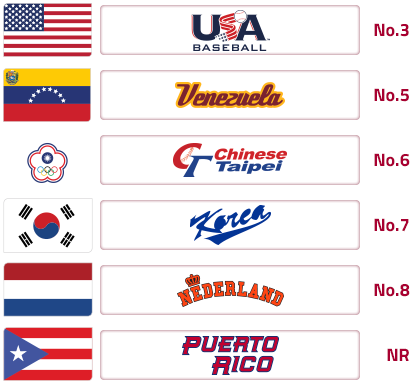 USA
BASEBALL
No.3
Venezuela
No.5
CT Chinese
Taipei
No.6
Korea
No.7
NEDERLAND
No.8
PUERTO
RICO
NR